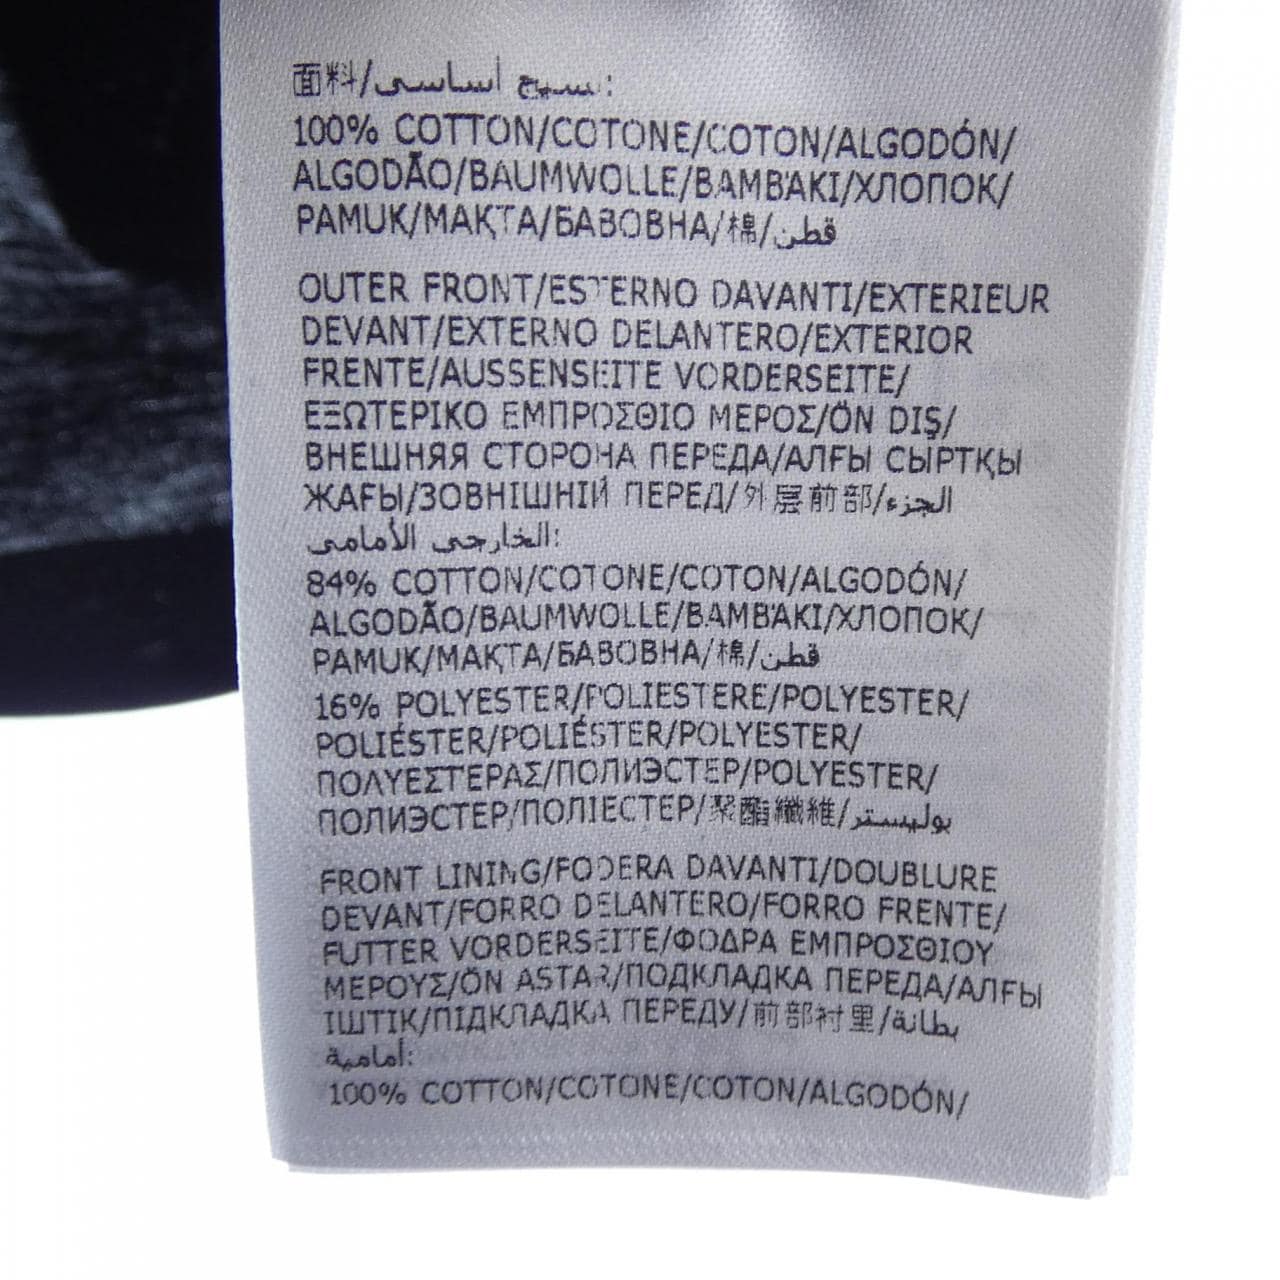 面料/نسيج أساسى:
100% COTTON/COTONE/COTON/ALGODÓN/
ALGODÃO/BAUMWOLLE/BAMBAKI/ХЛОПОК/
PAMUK/МАҚТА/БАВОВНА/棉/قطن
OUTER FRONT/ESTERNO DAVANTI/EXTERIEUR
DEVANT/EXTERNO DELANTERO/EXTERIOR
FRENTE/AUSSENSEITE VORDERSEITE/
ΕΞΩΤΕΡΙΚΟ ΕΜΠΡΟΣΘΙΟ ΜΕΡΟΣ/ÖN DIŞ/
ВНЕШНЯЯ СТОРОНА ПЕРЕДА/АЛҒЫ СЫРТҚЫ
ЖАҒЫ/ЗОВНІШНІЙ ПЕРЕД/外层前部/الجزء
الخارجى الأمامى:
84% COTTON/COTONE/COTON/ALGODÓN/
ALGODÃO/BAUMWOLLE/BAMBAKI/ХЛОПОК/
PAMUK/МАҚТА/БАВОВНА/棉/قطن
16% POLYESTER/POLIESTERE/POLYESTER/
POLIÉSTER/POLIÉSTER/POLYESTER/
ΠΟΛΥΕΣΤΕΡΑΣ/ПОЛИЭСТЕР/POLYESTER/
ПОЛИЭСТЕР/ПОЛІЕСТЕР/聚酯纖維/بوليستر
FRONT LINING/FODERA DAVANTI/DOUBLURE
DEVANT/FORRO DELANTERO/FORRO FRENTE/
FUTTER VORDERSEITE/ΦΟΔΡΑ ΕΜΠΡΟΣΘΙΟΥ
ΜΕΡΟΥΣ/ÖN ASTAR/ПОДКЛАДКА ПЕРЕДА/АЛҒЫ
ІШТІК/ПІДКЛАДКА ПЕРЕДУ/前部衬里/بطانة
أمامية:
100% COTTON/COTONE/COTON/ALGODÓN/